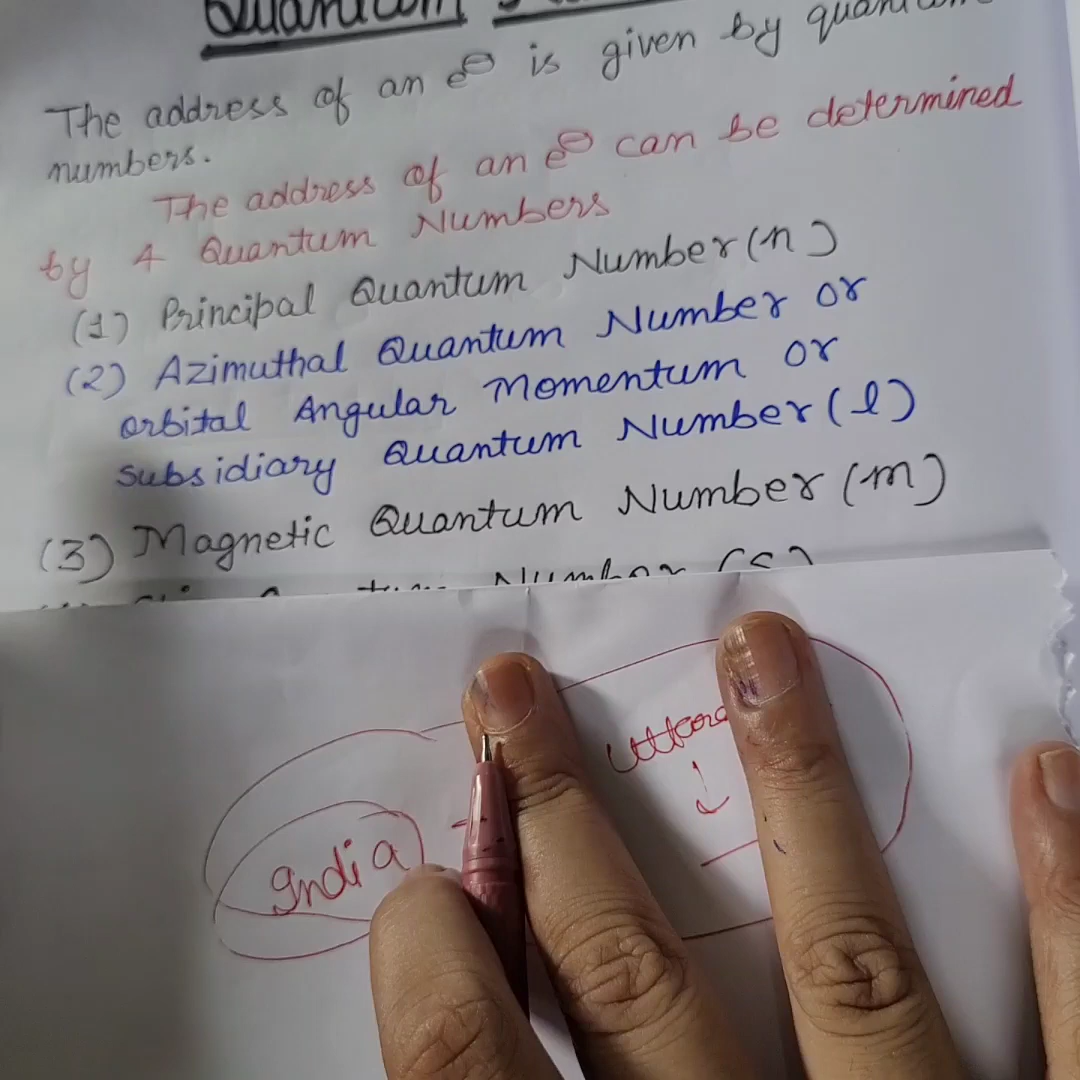 Quantum
The address of an e⊖ is given by quantum
numbers.
The address of an e⊖ can be determined
by 4 Quantum Numbers
(1) Principal Quantum Number(n)
(2) Azimuthal Quantum Number or
orbital Angular Momentum or
subsidiary Quantum Number(l)
(3) Magnetic Quantum Number (m)
Number (s)
India